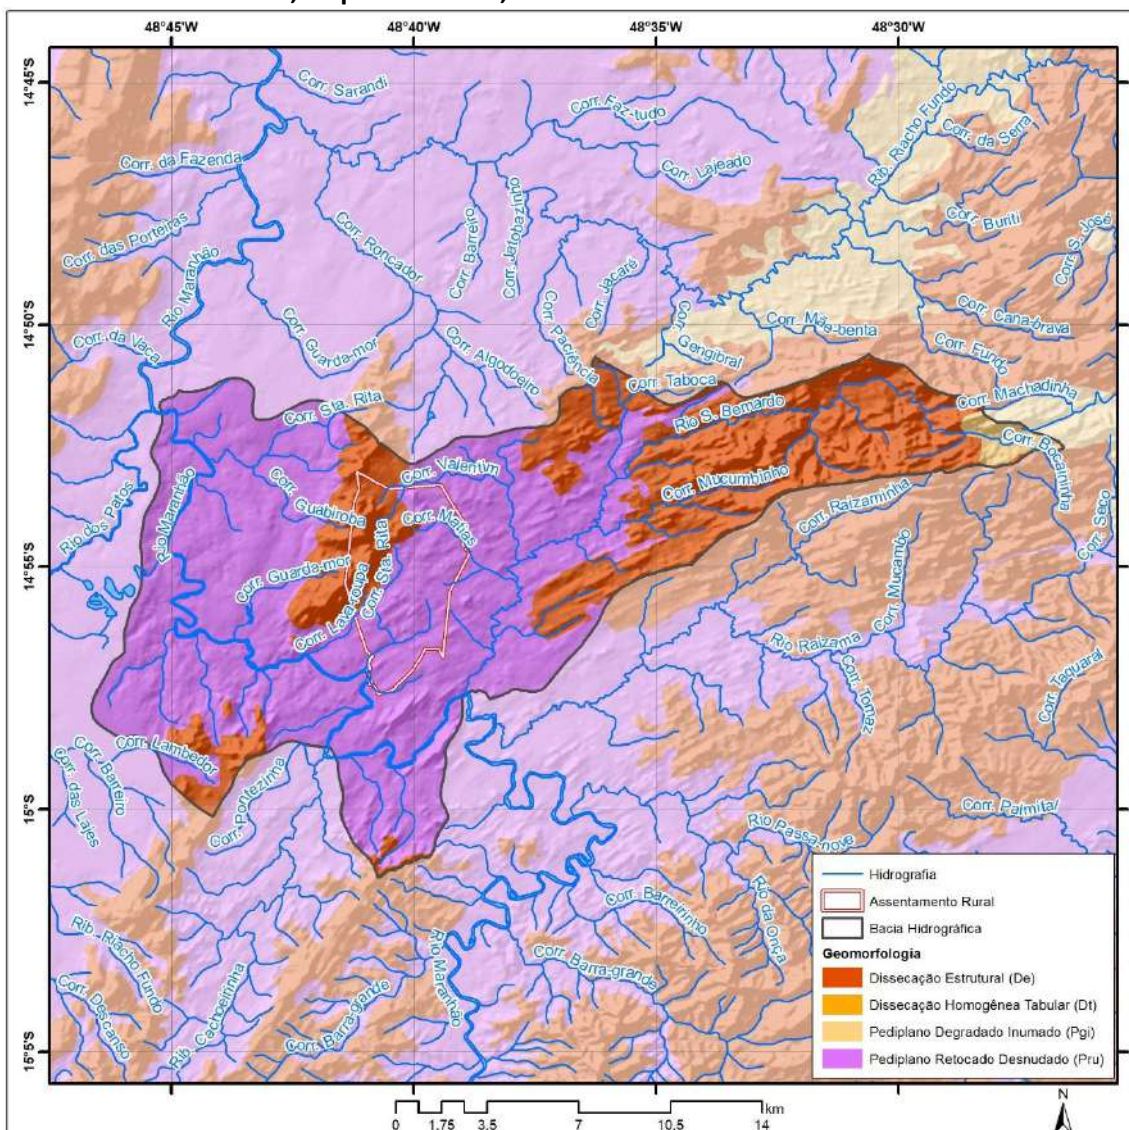 48°45'W
48°40'W
48°35'W
48°30'W
14°45'S
14°50'S
14°55'S
15°S
15°5'S
Corr. Sarandi
Corr. Faz-tudo
Rib. Riacho Fundo
Corr. da Serra
Corr. da Fazenda
Corr. Lajeado
Corr. das Porteiras
Rio Maranhão
Corr. Roncador
Corr. Barreiro
Corr. Jatobazinho
Corr. Buriti
Corr. S. José
Corr. Jacaré
Corr. da Vaca
Corr. Guarda-mor
Corr. Algodoeiro
Corr. Paciência
Corr. Gengibral
Corr. Mãe-benta
Corr. Cana-brava
Corr. Fundo
Corr. Taboca
Corr. Machadinha
Corr. Sta. Rita
Rio S. Bernardo
Corr. Valentim
Corr. Bocaininha
Corr. Mucumbinho
Corr. Guabiroba
Corr. Matias
Corr. Raizaminha
Corr. Seco
Rio dos Patos
Rio Maranhão
Corr. Guarda-mor
Corr. Lava-roupa
Corr. Sta. Rita
Corr. Mucambo
Rio Raizama
Corr. Tomaz
Corr. Taquaral
Corr. Lambedor
Corr. Barreiro
Corr. das Lajes
Corr. Pontezinha
Corr. Palmital
Rio Passa-nove
Rio da Onça
Corr. Barreirinho
Corr. Barra-grande
Rio Maranhão
Rib. Riacho Fundo
Corr. Descanso
Rib. Cachoeirinha
Corr. Barra-grande
Hidrografia
Assentamento Rural
Bacia Hidrográfica
Geomorfologia
Dissecação Estrutural (De)
Dissecação Homogênea Tabular (Dt)
Pediplano Degradado Inumado (Pgi)
Pediplano Retocado Desnudado (Pru)
km
0 1.75 3.5 7 10.5 14
N